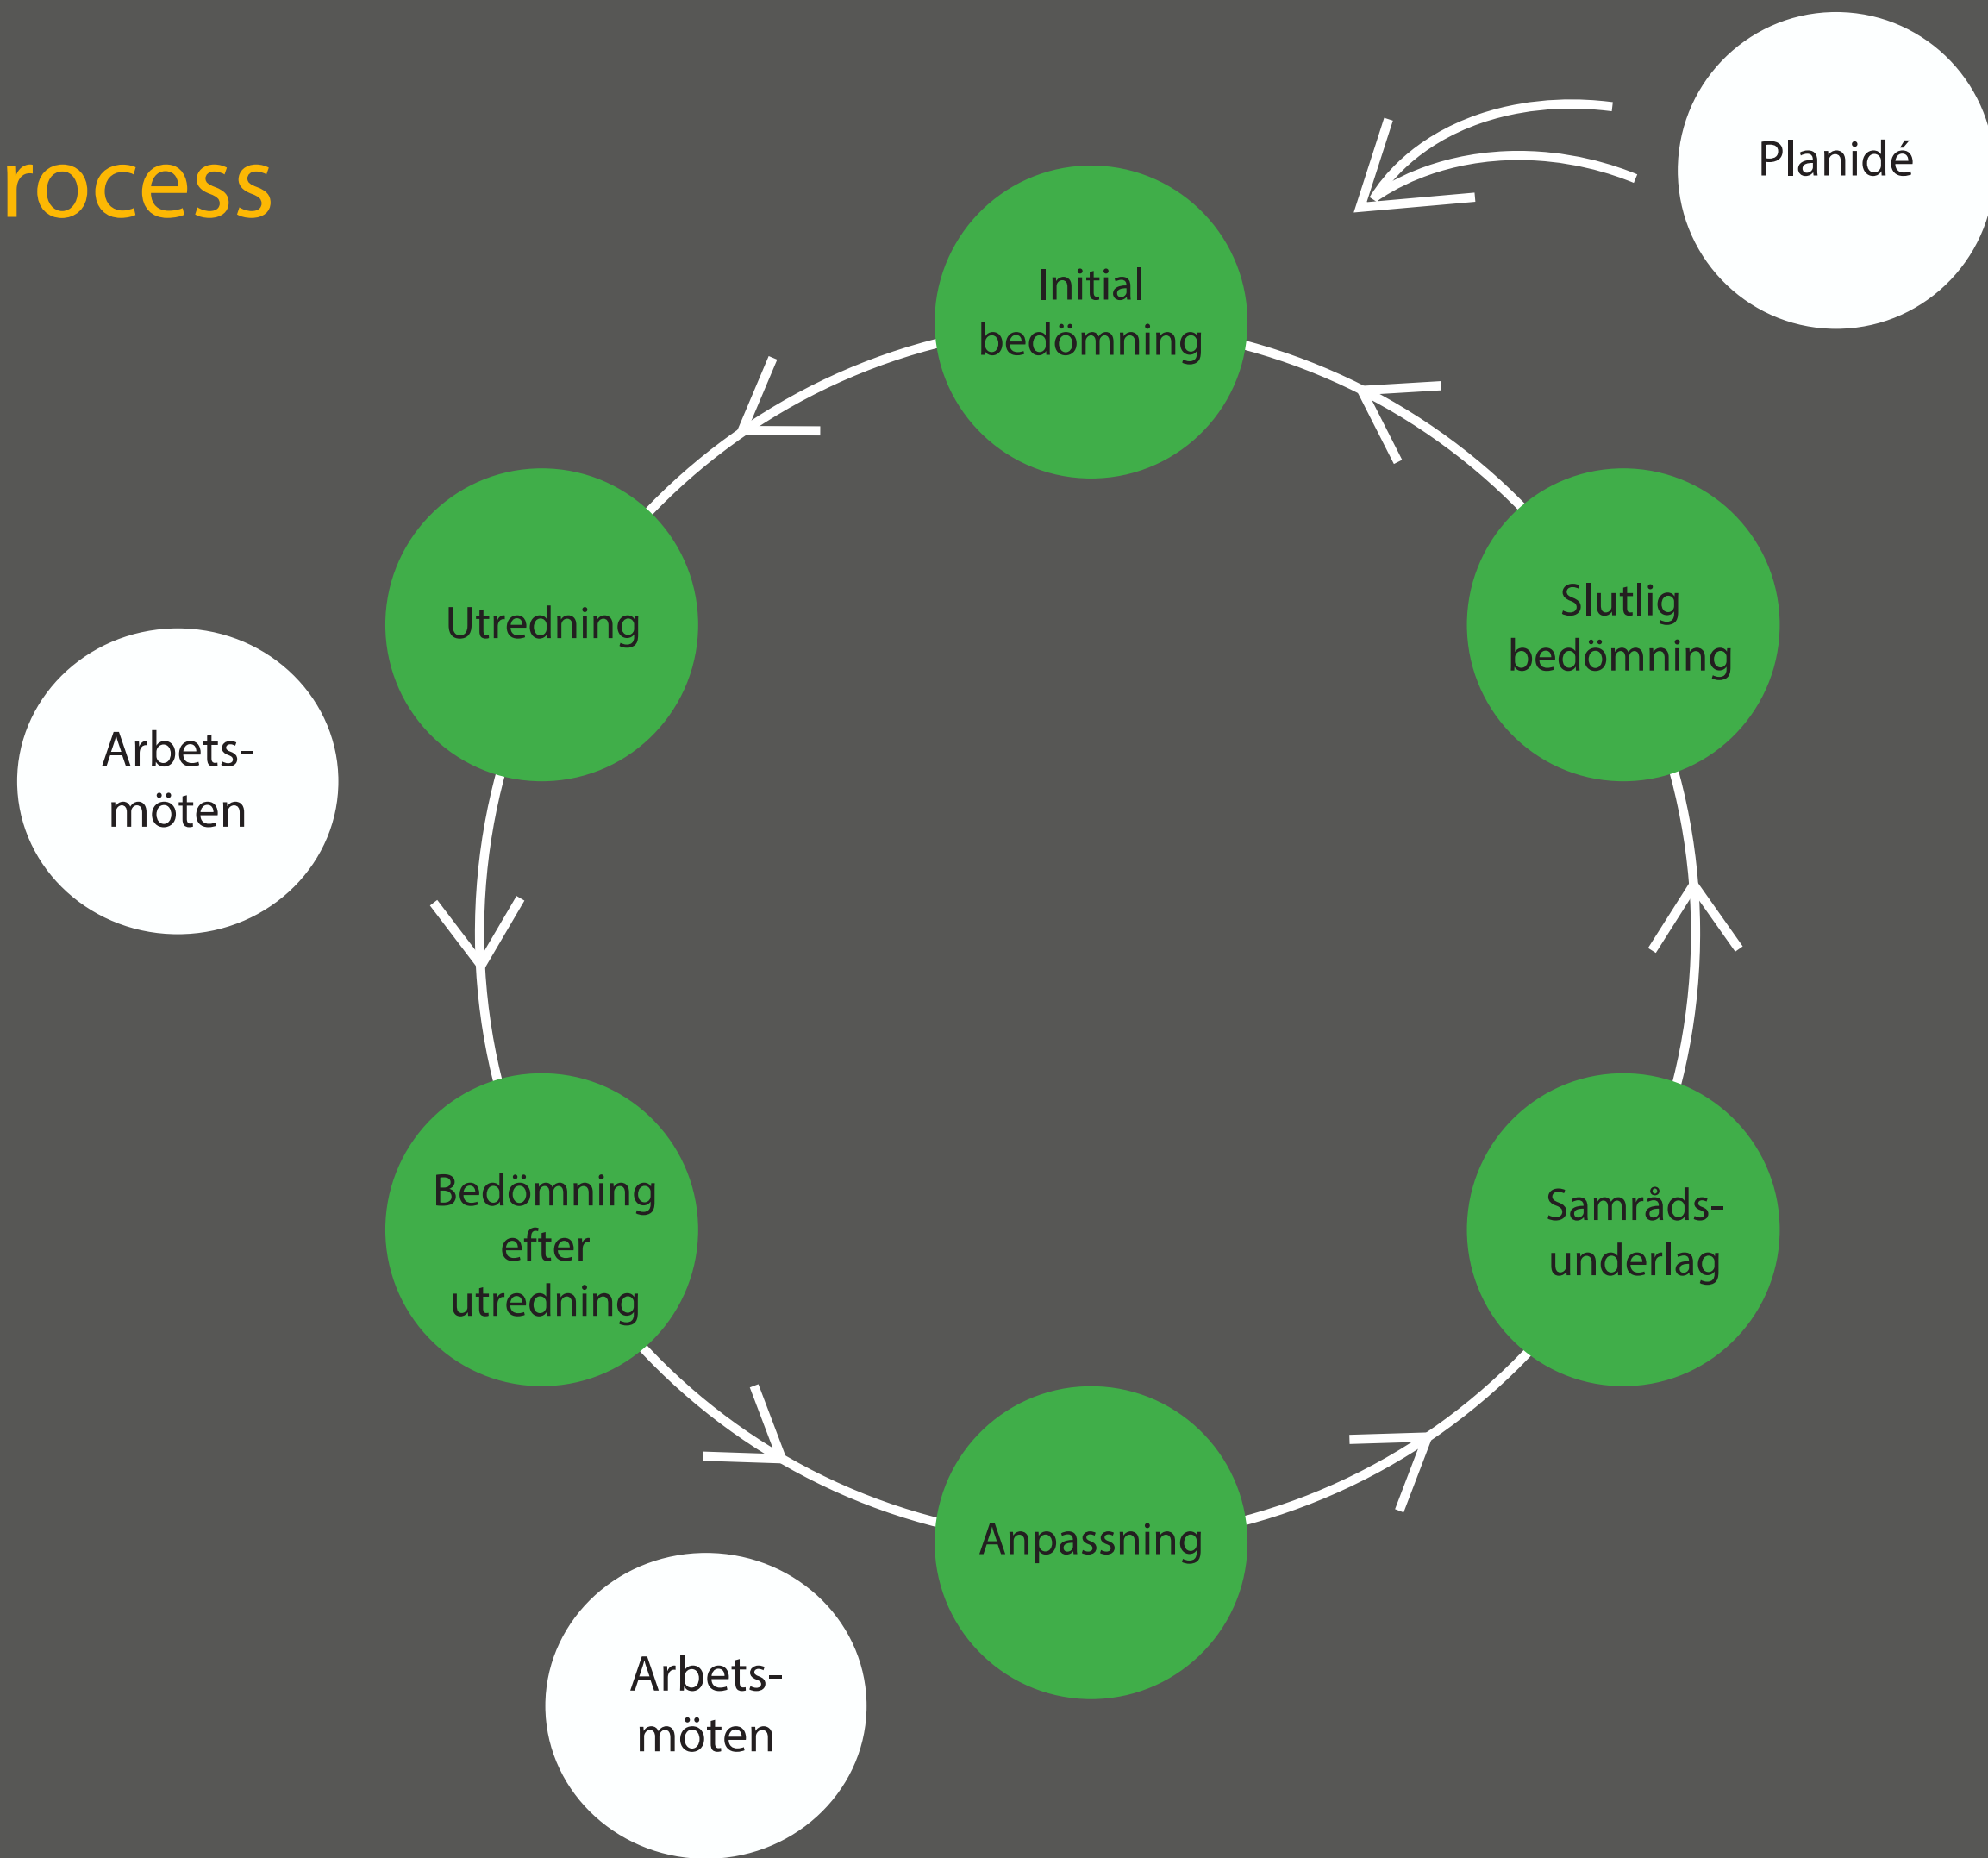 rocess
Planidé
Initial
bedömning
Utredning
Slutlig
bedömning
Arbets-
möten
Bedömning
efter
utredning
Samråds-
underlag
Anpassning
Arbets-
möten